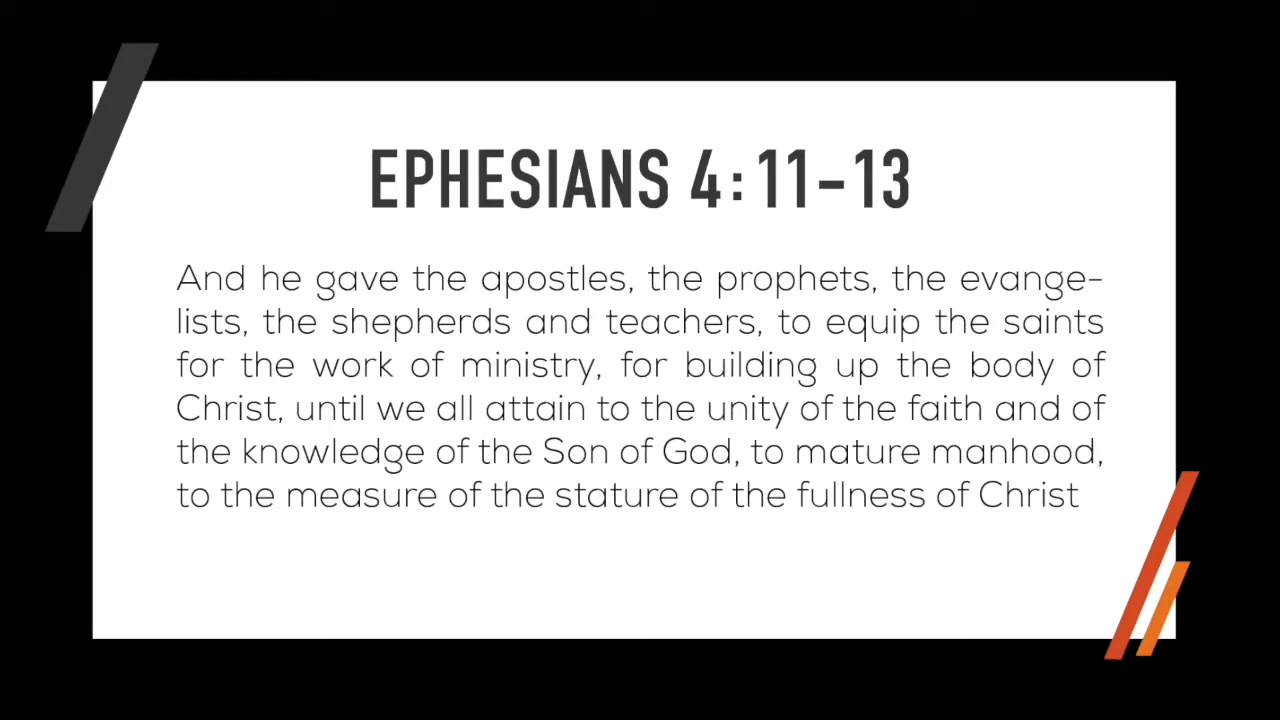 EPHESIANS 4:11-13
And he gave the apostles, the prophets, the evange-
lists, the shepherds and teachers, to equip the saints
for the work of ministry, for building up the body of
Christ, until we all attain to the unity of the faith and of
the knowledge of the Son of God, to mature manhood,
to the measure of the stature of the fullness of Christ